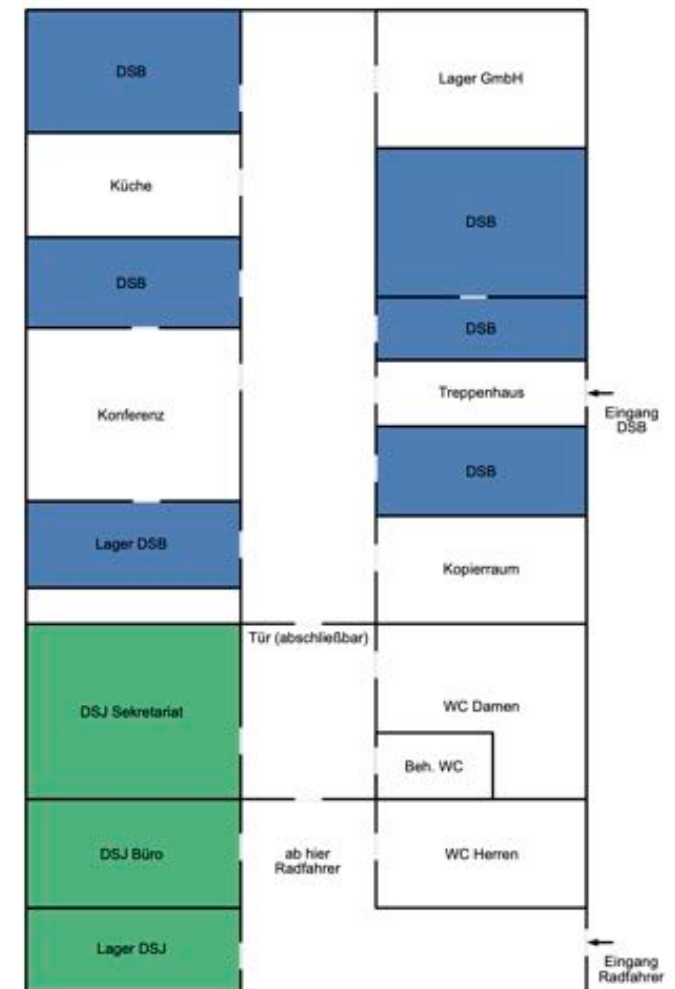 DSB
Lager GmbH
Küche
DSB
DSB
DSB
Konferenz
Treppenhaus
Eingang
DSB
DSB
Lager DSB
Kopierraum
Tür (abschließbar)
DSJ Sekretariat
WC Damen
Beh. WC
DSJ Büro
ab hier
Radfahrer
WC Herren
Lager DSJ
Eingang
Radfahrer